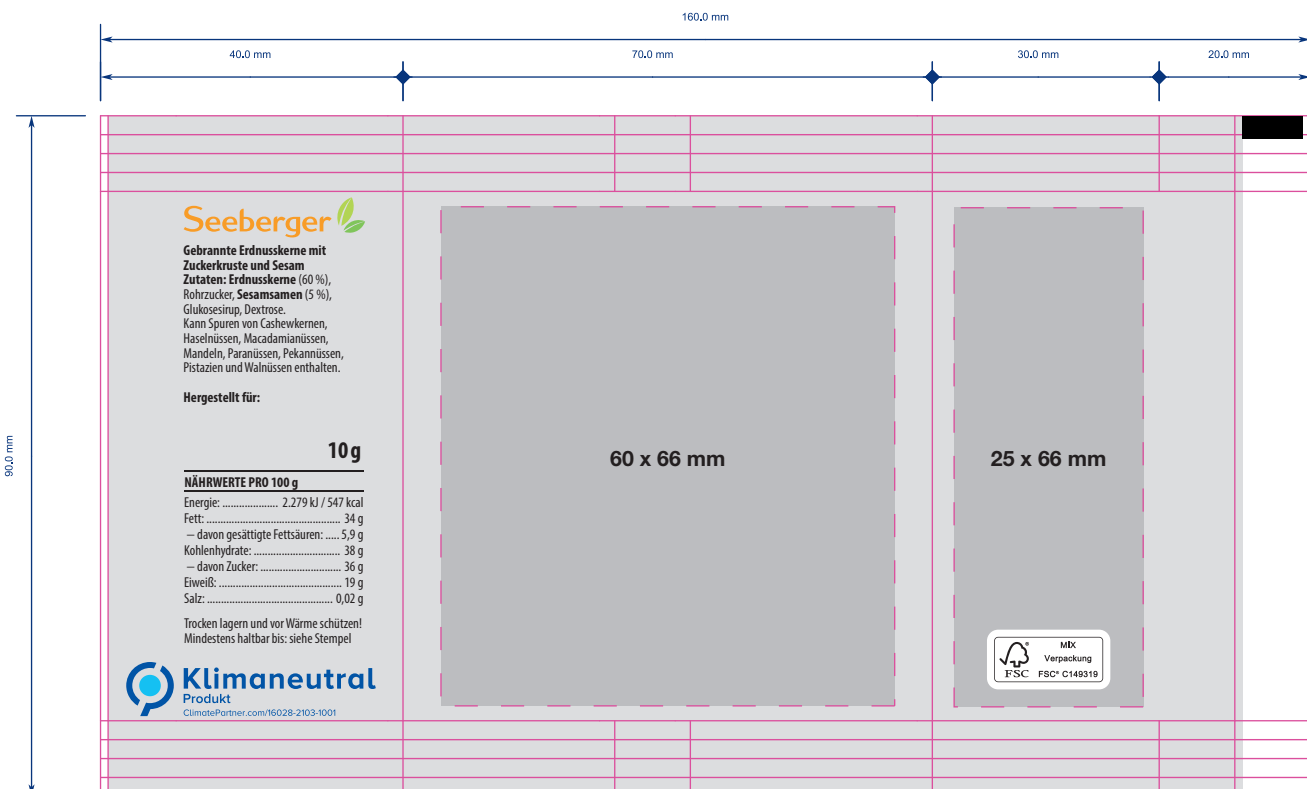 160.0 mm
40.0 mm
70.0 mm
30.0 mm
20.0 mm
90.0 mm
Seeberger
Gebrannte Erdnusskerne mit
Zuckerkruste und Sesam
Zutaten: Erdnusskerne (60 %),
Rohrzucker, Sesamsamen (5 %),
Glukosesirup, Dextrose.
Kann Spuren von Cashewkernen,
Haselnüssen, Macadamianüssen,
Mandeln, Paranüssen, Pekannüssen,
Pistazien und Walnüssen enthalten.
Hergestellt für:
10 g
NÄHRWERTE PRO 100 g
Energie: .................... 2.279 kJ / 547 kcal
Fett: ................................................ 34 g
– davon gesättigte Fettsäuren: ..... 5,9 g
Kohlenhydrate: ............................... 38 g
– davon Zucker: ............................. 36 g
Eiweiß: ............................................ 19 g
Salz: ............................................. 0,02 g
Trocken lagern und vor Wärme schützen!
Mindestens haltbar bis: siehe Stempel
Klimaneutral
Produkt
ClimatePartner.com/16028-2103-1001
60 x 66 mm
25 x 66 mm
MIX
Verpackung
FSC® C149319
FSC